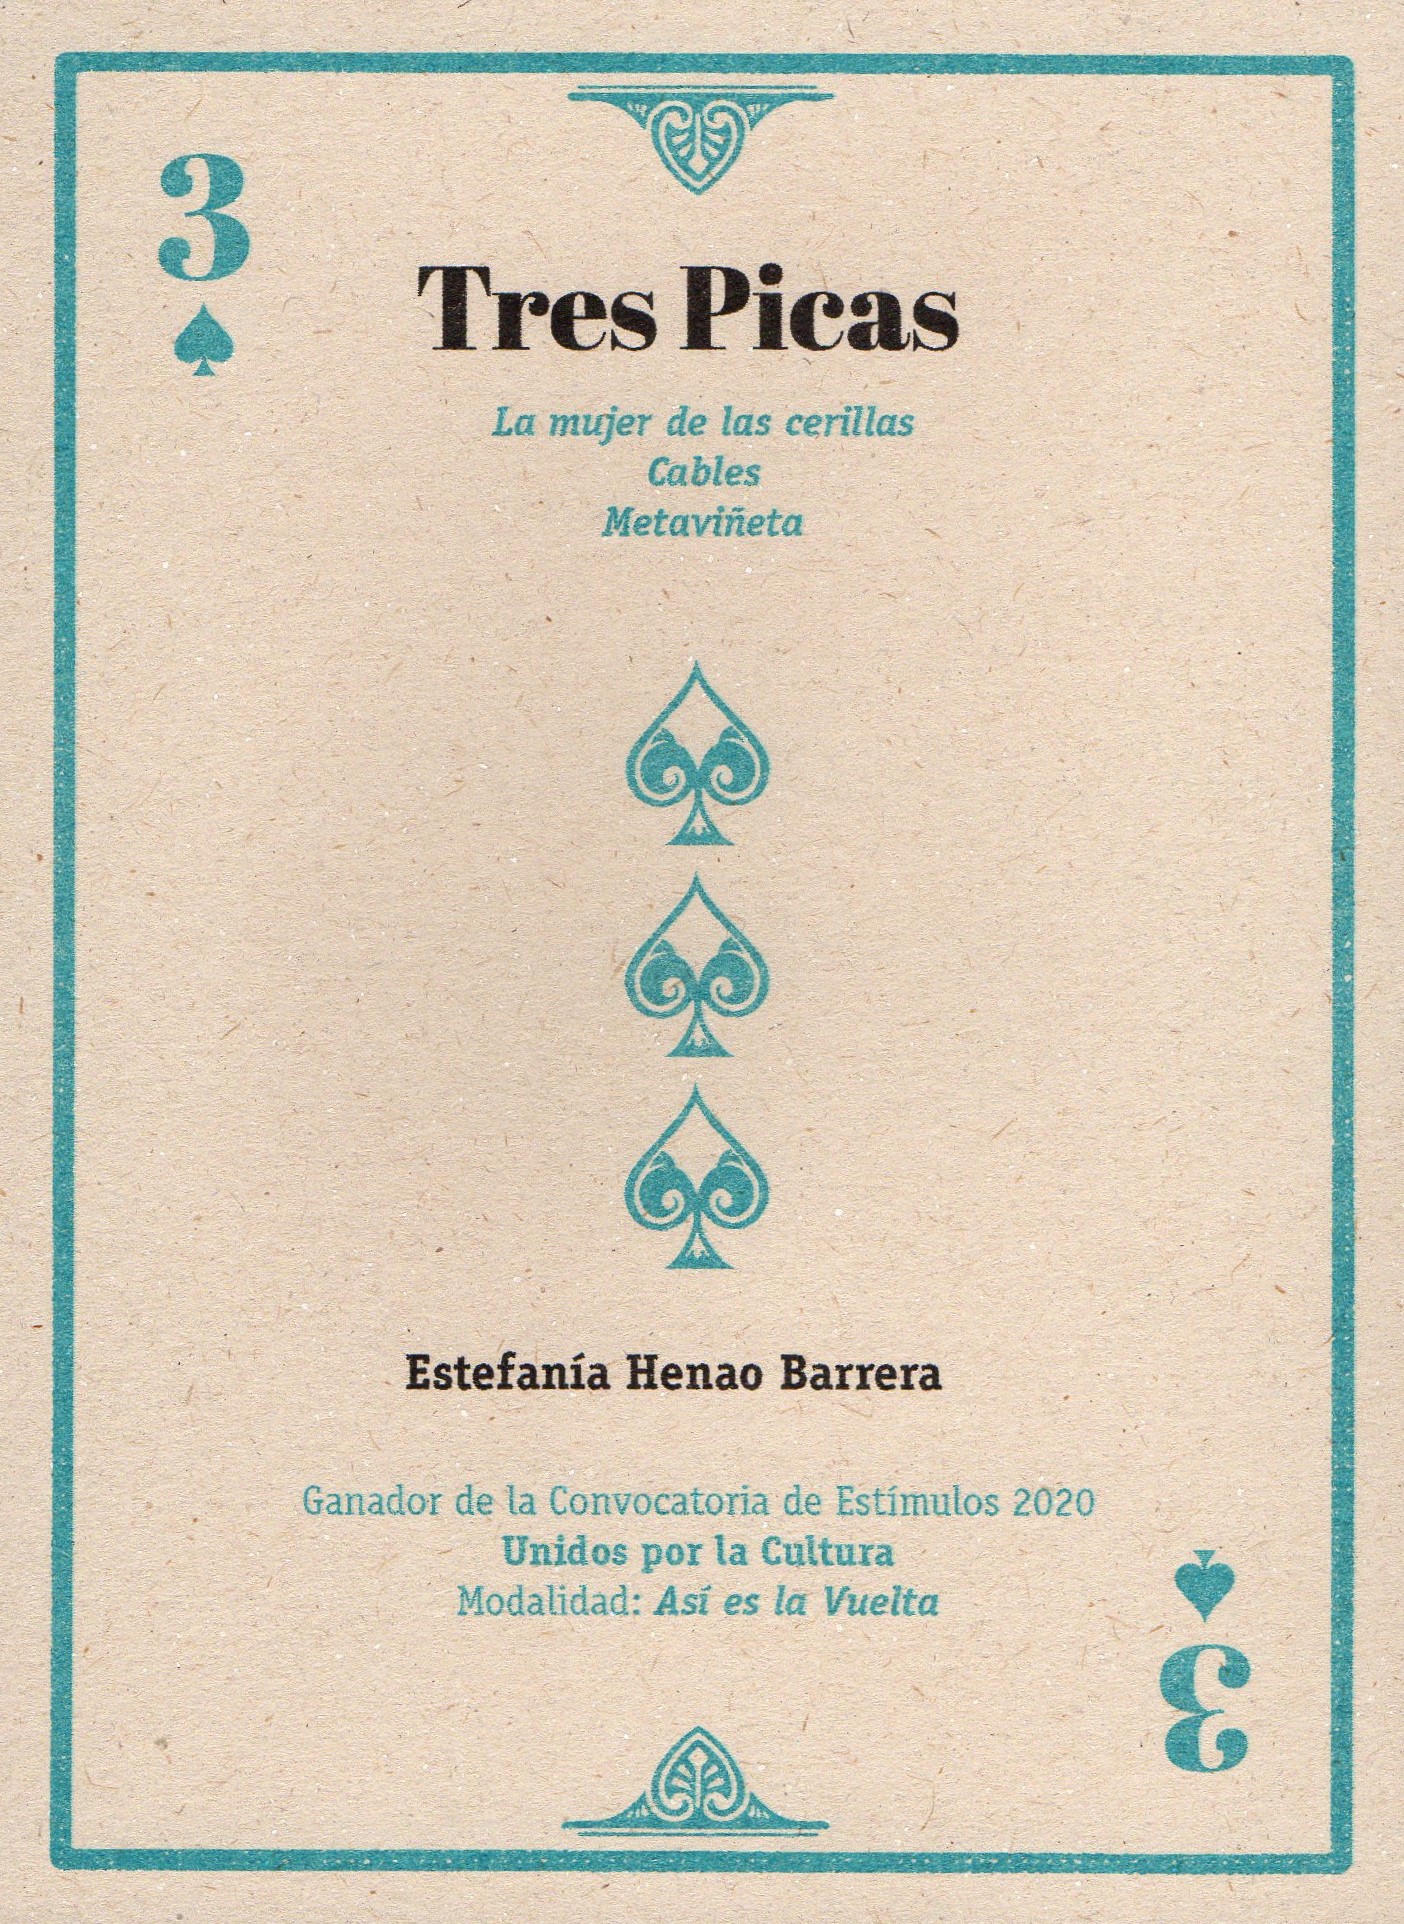 3
Tres Picas
La mujer de las cerillas
Cables
Metaviñeta
Estefanía Henao Barrera
Ganador de la Convocatoria de Estímulos 2020
Unidos por la Cultura
Modalidad: Así es la Vuelta
3